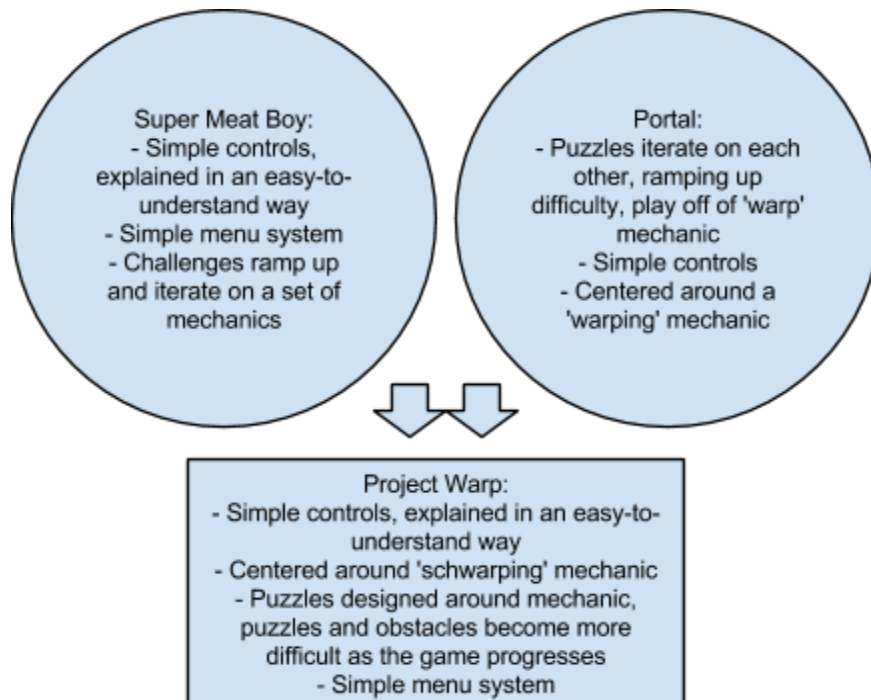 Super Meat Boy:
- Simple controls,
explained in an easy-to-
understand way
- Simple menu system
- Challenges ramp up
and iterate on a set of
mechanics
Portal:
- Puzzles iterate on each
other, ramping up
difficulty, play off of 'warp'
mechanic
- Simple controls
- Centered around a
'warping' mechanic
Project Warp:
- Simple controls, explained in an easy-to-
understand way
- Centered around 'schwarping' mechanic
- Puzzles designed around mechanic,
puzzles and obstacles become more
difficult as the game progresses
- Simple menu system